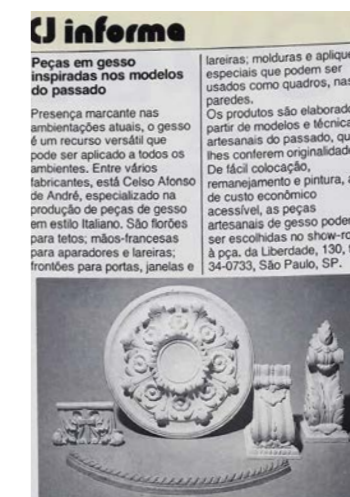 CJ informa
Peças em gesso
inspiradas nos modelos
do passado
Presença marcante nas
ambientações atuais, o gesso
é um recurso versátil que
pode ser aplicado a todos os
ambientes. Entre vários
fabricantes, está Celso Afonso
de André, especializado na
produção de peças de gesso
em estilo Italiano. São florões
para tetos; mãos-francesas
para aparadores e lareiras;
frontões para portas, janelas e
lareiras; molduras e aplique
especiais que podem ser
usados como quadros, nas
paredes.
Os produtos são elaborado
partir de modelos e técnica
artesanais do passado, qu
lhes conferem originalidade
De fácil colocação,
remanejamento e pintura, a
de custo econômico
acessível, as peças
artesanais de gesso poder
ser escolhidas no show-ro
à pça. da Liberdade, 130,
34-0733, São Paulo, SP.